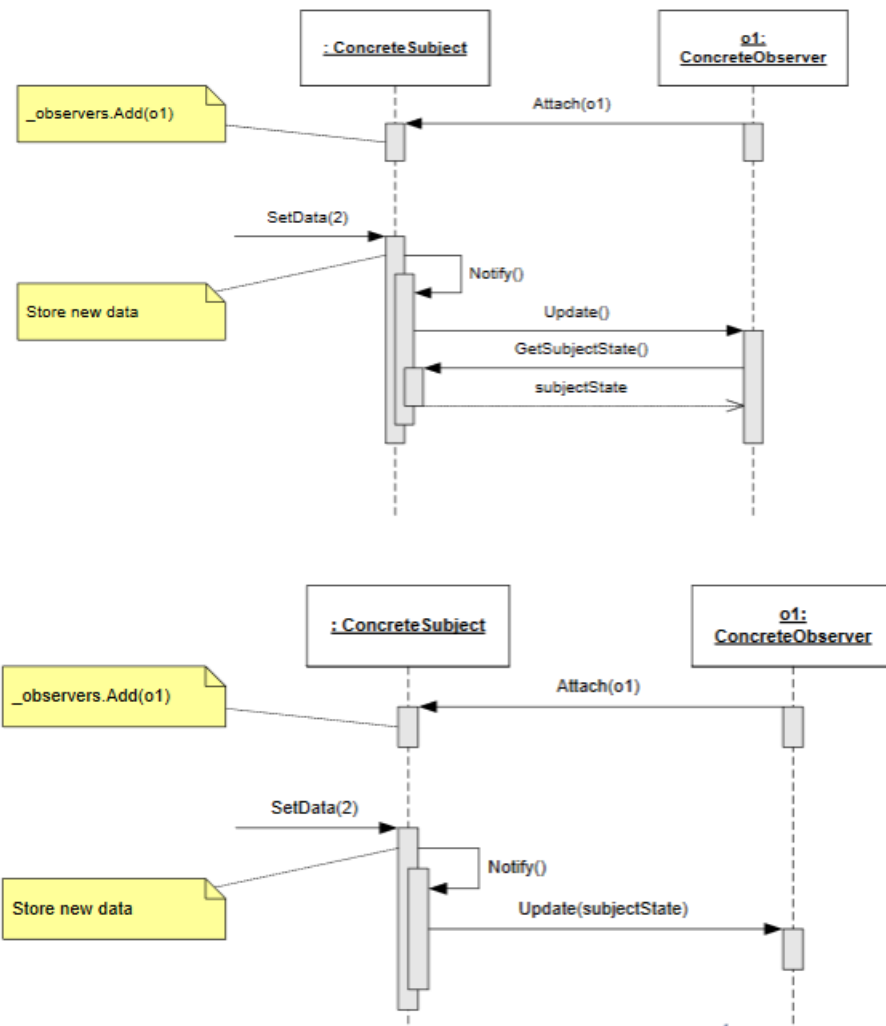 : ConcreteSubject
o1:
ConcreteObserver
_observers.Add(o1)
Attach(o1)
SetData(2)
Notify()
Store new data
Update()
GetSubjectState()
subjectState
: ConcreteSubject
o1:
ConcreteObserver
_observers.Add(o1)
Attach(o1)
SetData(2)
Notify()
Store new data
Update(subjectState)